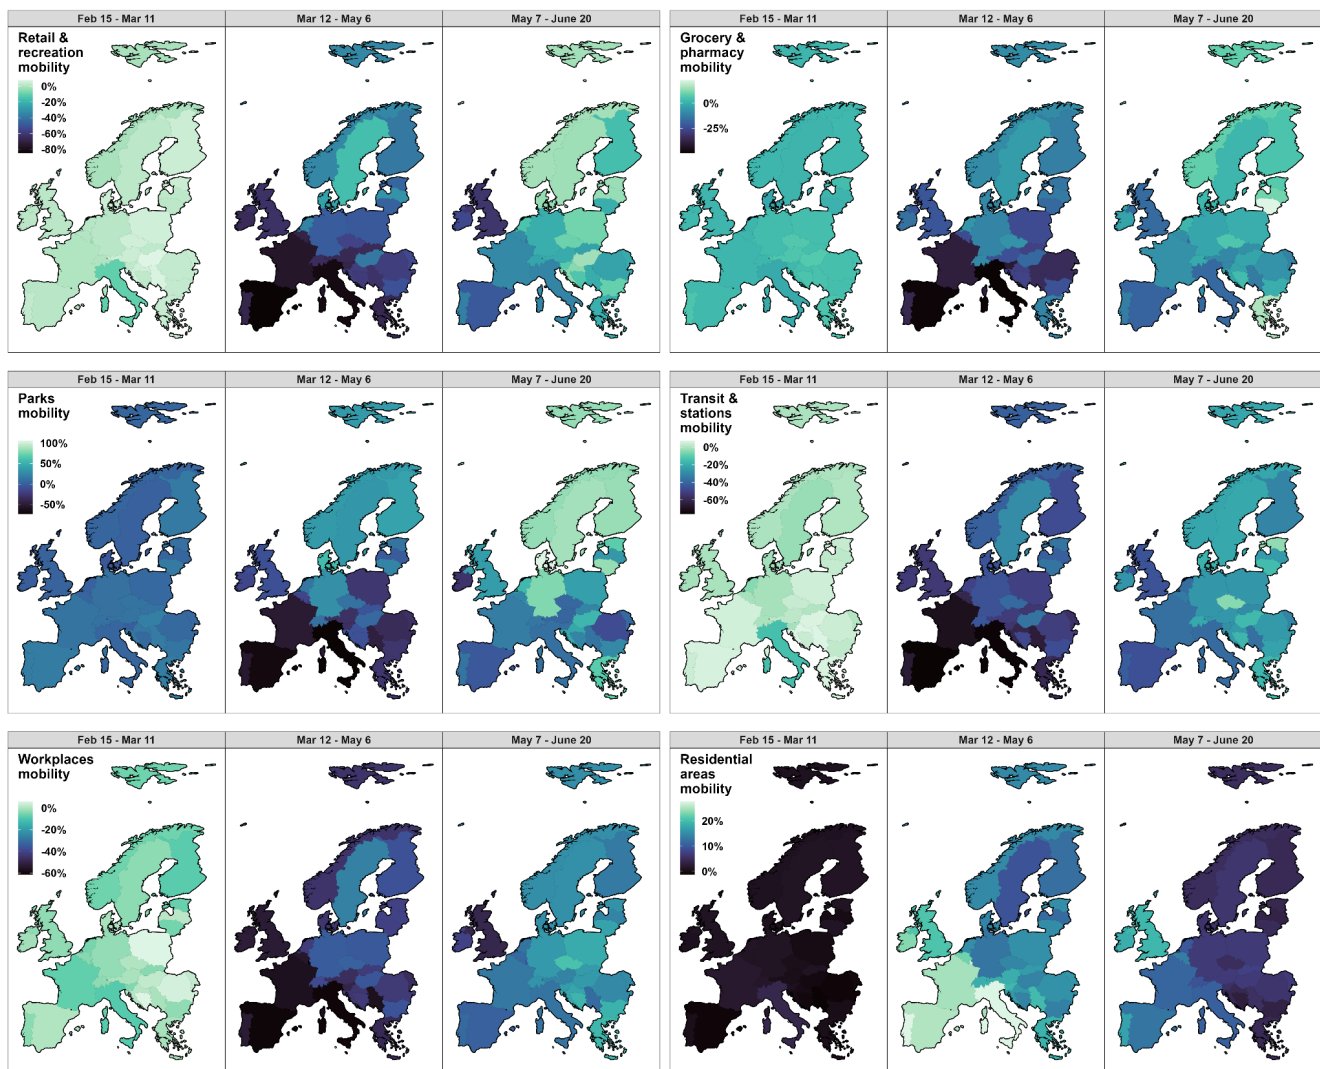 Feb 15 - Mar 11
Mar 12 - May 6
May 7 - June 20
Retail &
recreation
mobility
0%
-20%
-40%
-60%
-80%
Feb 15 - Mar 11
Mar 12 - May 6
May 7 - June 20
Grocery &
pharmacy
mobility
0%
-25%
Feb 15 - Mar 11
Mar 12 - May 6
May 7 - June 20
Parks
mobility
100%
50%
0%
-50%
Feb 15 - Mar 11
Mar 12 - May 6
May 7 - June 20
Transit &
stations
mobility
0%
-20%
-40%
-60%
Feb 15 - Mar 11
Mar 12 - May 6
May 7 - June 20
Workplaces
mobility
0%
-20%
-40%
-60%
Feb 15 - Mar 11
Mar 12 - May 6
May 7 - June 20
Residential
areas
mobility
20%
10%
0%